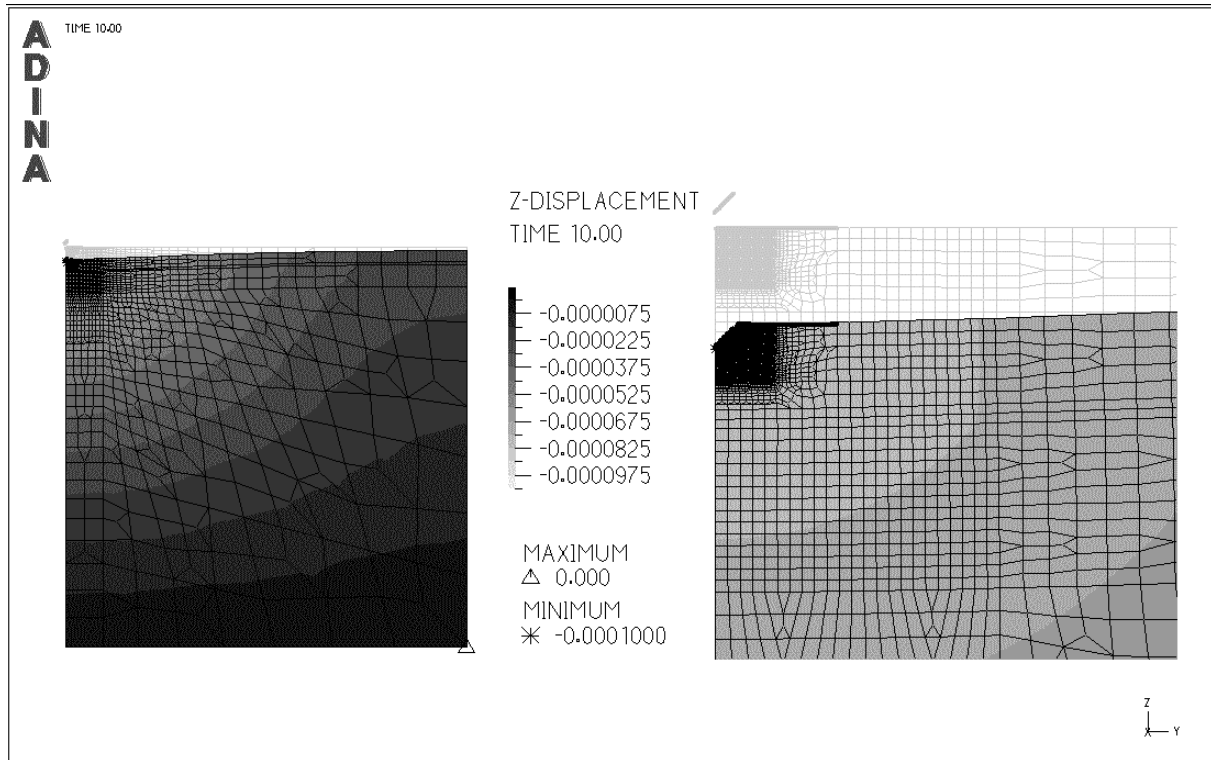 ADINA
TIME 10.00
Z-DISPLACEMENT
TIME 10.00
-0.0000075
-0.0000225
-0.0000375
-0.0000525
-0.0000675
-0.0000825
-0.0000975
MAXIMUM
△ 0.000
MINIMUM
* -0.0001000
Z
X Y